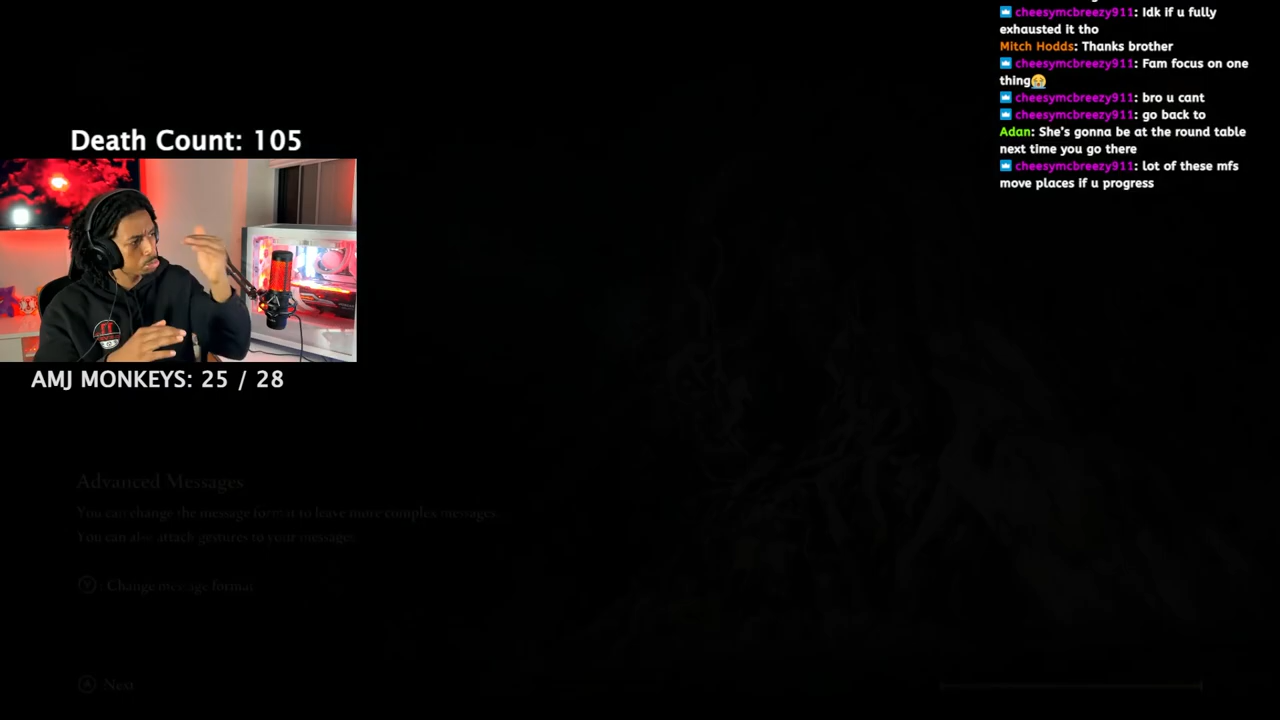 cheesymcbreezy911: Idk if u fully
exhausted it tho
Mitch Hodds: Thanks brother
cheesymcbreezy911: Fam focus on one
thing😭
cheesymcbreezy911: bro u cant
cheesymcbreezy911: go back to
Adan: She's gonna be at the round table
next time you go there
cheesymcbreezy911: lot of these mfs
move places if u progress
Death Count: 105
AMJ MONKEYS: 25 / 28
Advanced Messages
You can change the message format to leave more complex messages.
You can also attach gestures to your messages.
Y Change message format
A Next